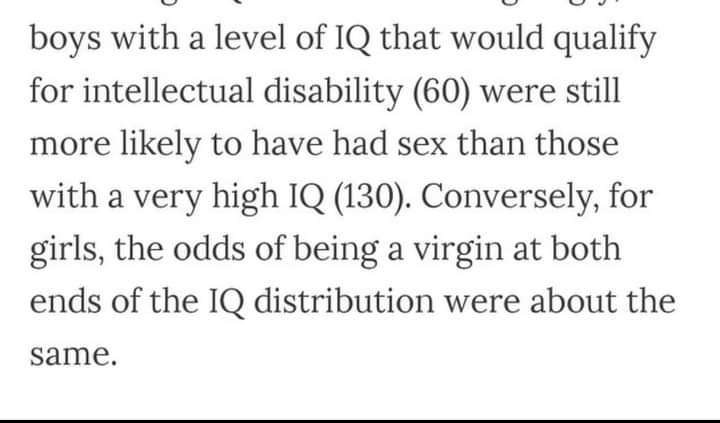 boys with a level of IQ that would qualify
for intellectual disability (60) were still
more likely to have had sex than those
with a very high IQ (130). Conversely, for
girls, the odds of being a virgin at both
ends of the IQ distribution were about the
same.